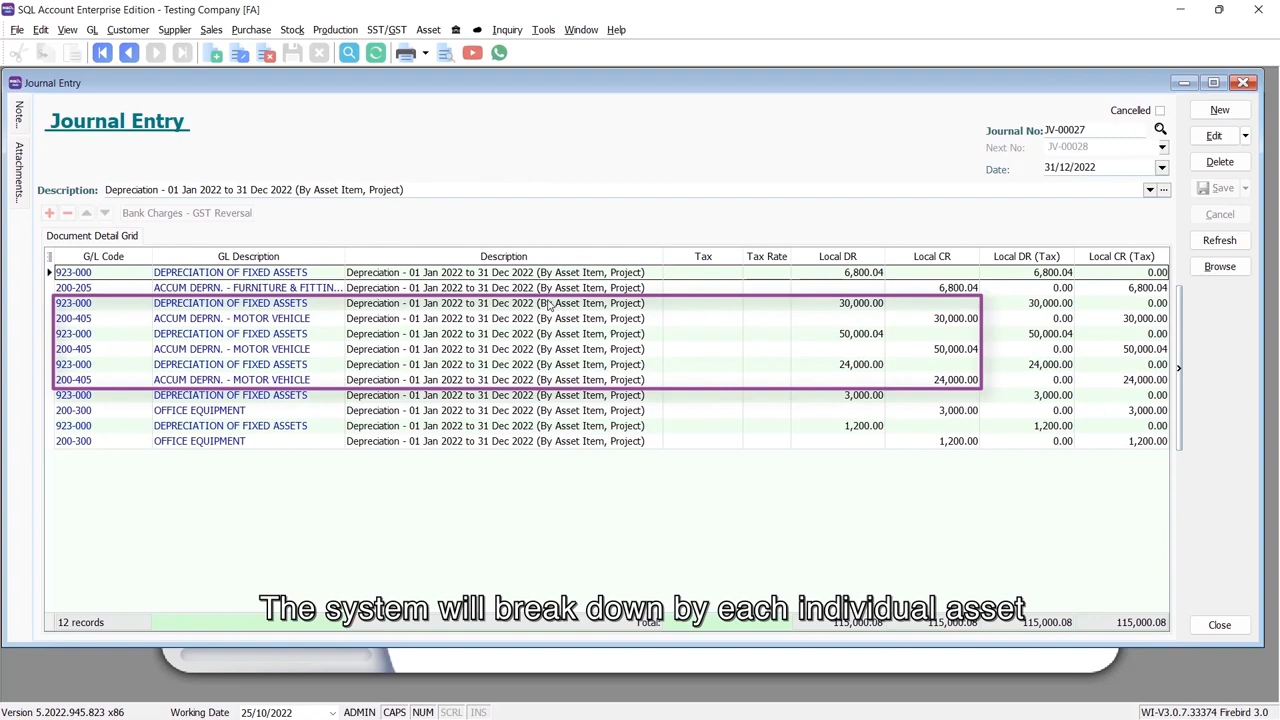 SQL Account Enterprise Edition - Testing Company [FA]
File Edit View GL Customer Supplier Sales Purchase Stock Production SST/GST Asset Inquiry Tools Window Help
Journal Entry
Note...
Attachments...
Journal Entry
Cancelled
Journal No: JV-00027
Next No: JV-00028
Date: 31/12/2022
Description: Depreciation - 01 Jan 2022 to 31 Dec 2022 (By Asset Item, Project)
Bank Charges - GST Reversal
Document Detail Grid
G/L Code GL Description Description Tax Tax Rate Local DR Local CR Local DR (Tax) Local CR (Tax)
923-000 DEPRECIATION OF FIXED ASSETS Depreciation - 01 Jan 2022 to 31 Dec 2022 (By Asset Item, Project) 6,800.04 6,800.04 0.00
200-205 ACCUM DEPRN. - FURNITURE & FITTIN... Depreciation - 01 Jan 2022 to 31 Dec 2022 (By Asset Item, Project) 6,800.04 0.00 6,800.04
923-000 DEPRECIATION OF FIXED ASSETS Depreciation - 01 Jan 2022 to 31 Dec 2022 (By Asset Item, Project) 30,000.00 30,000.00 0.00
200-405 ACCUM DEPRN. - MOTOR VEHICLE Depreciation - 01 Jan 2022 to 31 Dec 2022 (By Asset Item, Project) 30,000.00 0.00 30,000.00
923-000 DEPRECIATION OF FIXED ASSETS Depreciation - 01 Jan 2022 to 31 Dec 2022 (By Asset Item, Project) 50,000.04 50,000.04 0.00
200-405 ACCUM DEPRN. - MOTOR VEHICLE Depreciation - 01 Jan 2022 to 31 Dec 2022 (By Asset Item, Project) 50,000.04 0.00 50,000.04
923-000 DEPRECIATION OF FIXED ASSETS Depreciation - 01 Jan 2022 to 31 Dec 2022 (By Asset Item, Project) 24,000.00 24,000.00 0.00
200-405 ACCUM DEPRN. - MOTOR VEHICLE Depreciation - 01 Jan 2022 to 31 Dec 2022 (By Asset Item, Project) 24,000.00 0.00 24,000.00
923-000 DEPRECIATION OF FIXED ASSETS Depreciation - 01 Jan 2022 to 31 Dec 2022 (By Asset Item, Project) 3,000.00 3,000.00 0.00
200-300 OFFICE EQUIPMENT Depreciation - 01 Jan 2022 to 31 Dec 2022 (By Asset Item, Project) 3,000.00 0.00 3,000.00
923-000 DEPRECIATION OF FIXED ASSETS Depreciation - 01 Jan 2022 to 31 Dec 2022 (By Asset Item, Project) 1,200.00 1,200.00 0.00
200-300 OFFICE EQUIPMENT Depreciation - 01 Jan 2022 to 31 Dec 2022 (By Asset Item, Project) 1,200.00 0.00 1,200.00
The system will break down by each individual asset
12 records Total: 115,000.08 115,000.08 115,000.08 115,000.08
New
Edit
Delete
Save
Cancel
Refresh
Browse
Close
Version 5.2022.945.823 x86 Working Date 25/10/2022 ADMIN CAPS NUM SCRL INS WI-V3.0.7.33374 Firebird 3.0